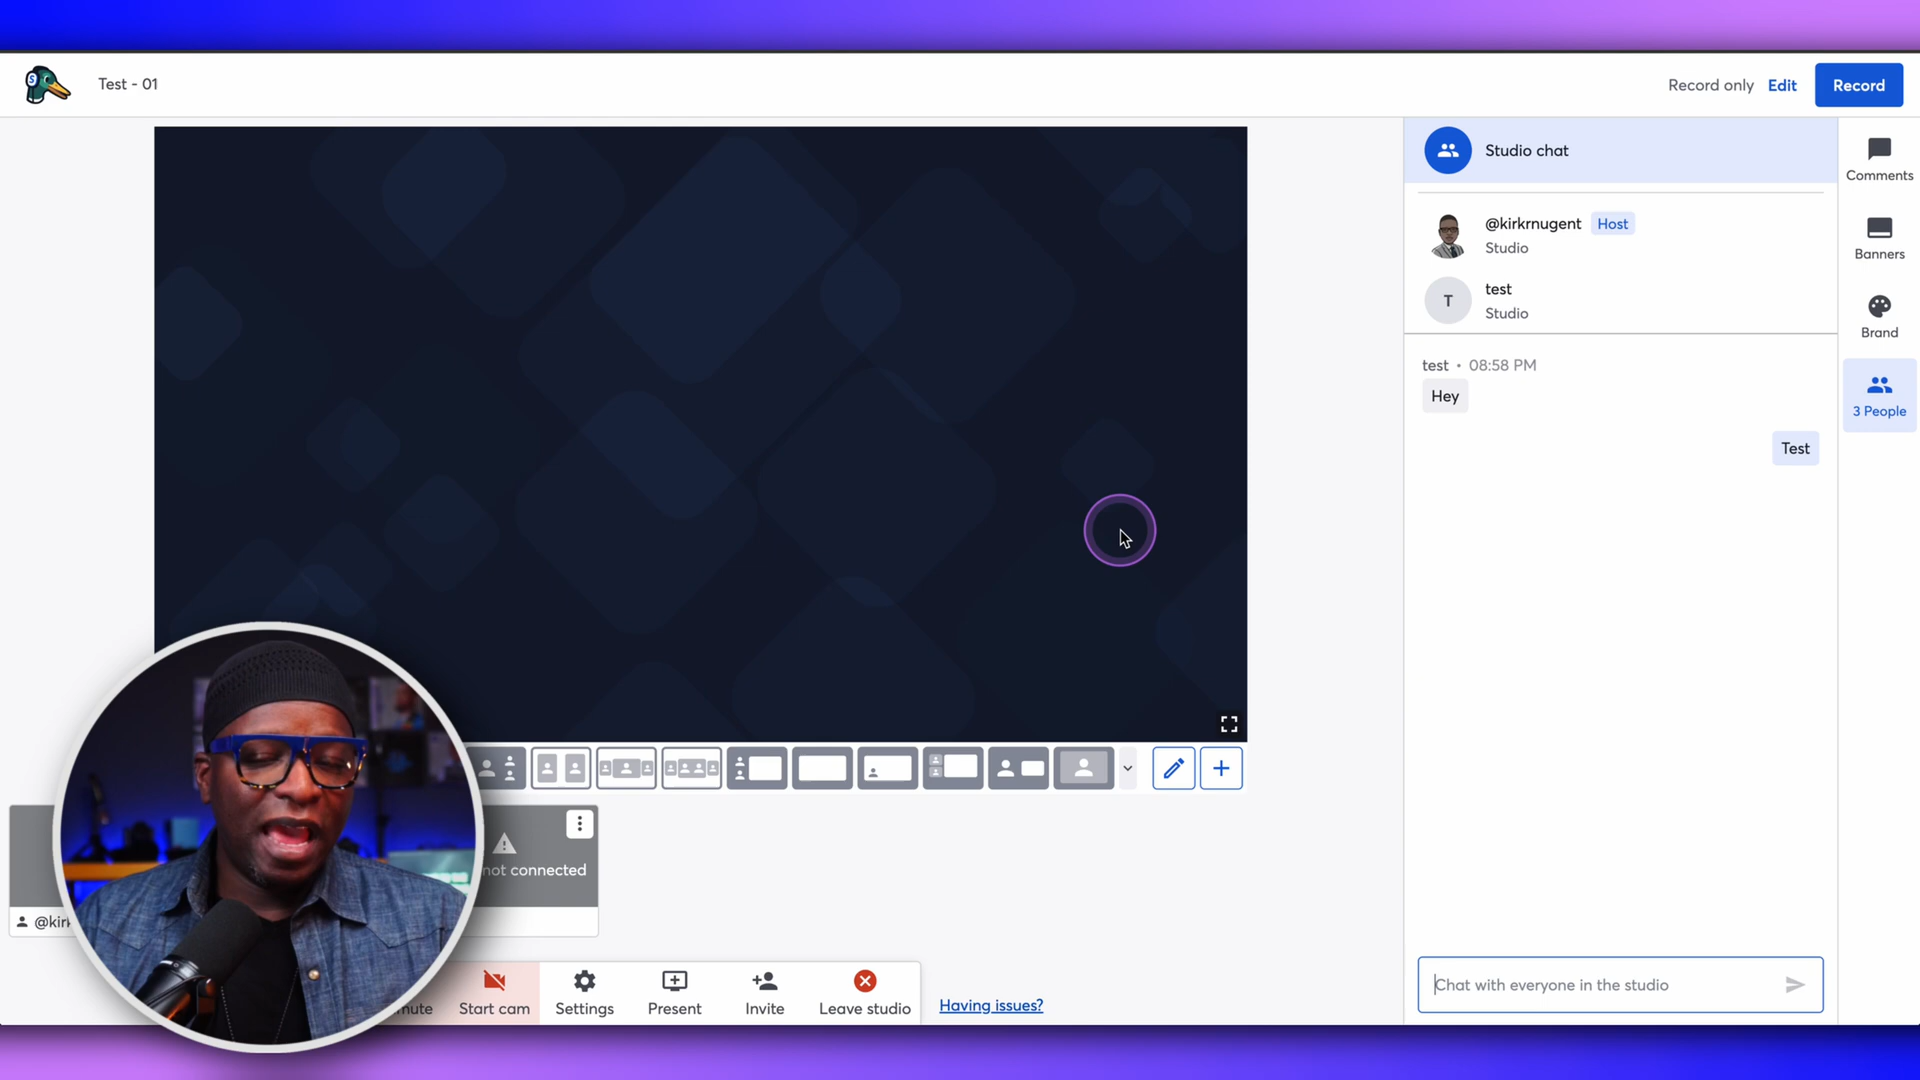 Test - 01
Record only Edit Record
Studio chat
@kirkrnugent Host
Studio
T
test
Studio
test • 08:58 PM
Hey
Test
Comments
Banners
Brand
3 People
not connected
Start cam
Settings
Present
Invite
Leave studio
Having issues?
Chat with everyone in the studio